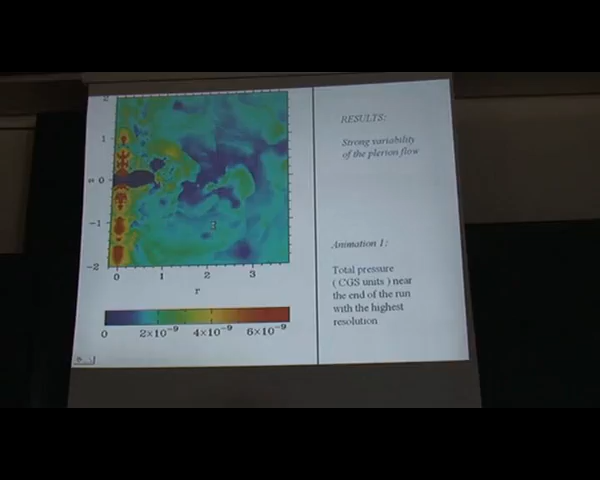 RESULTS:
Strong variability
of the plerion flow
Animation 1:
Total pressure
( CGS units ) near
the end of the run
with the highest
resolution
2
1
0
−1
−2
0 1 2 3
r
0 2×10⁻⁹ 4×10⁻⁹ 6×10⁻⁹